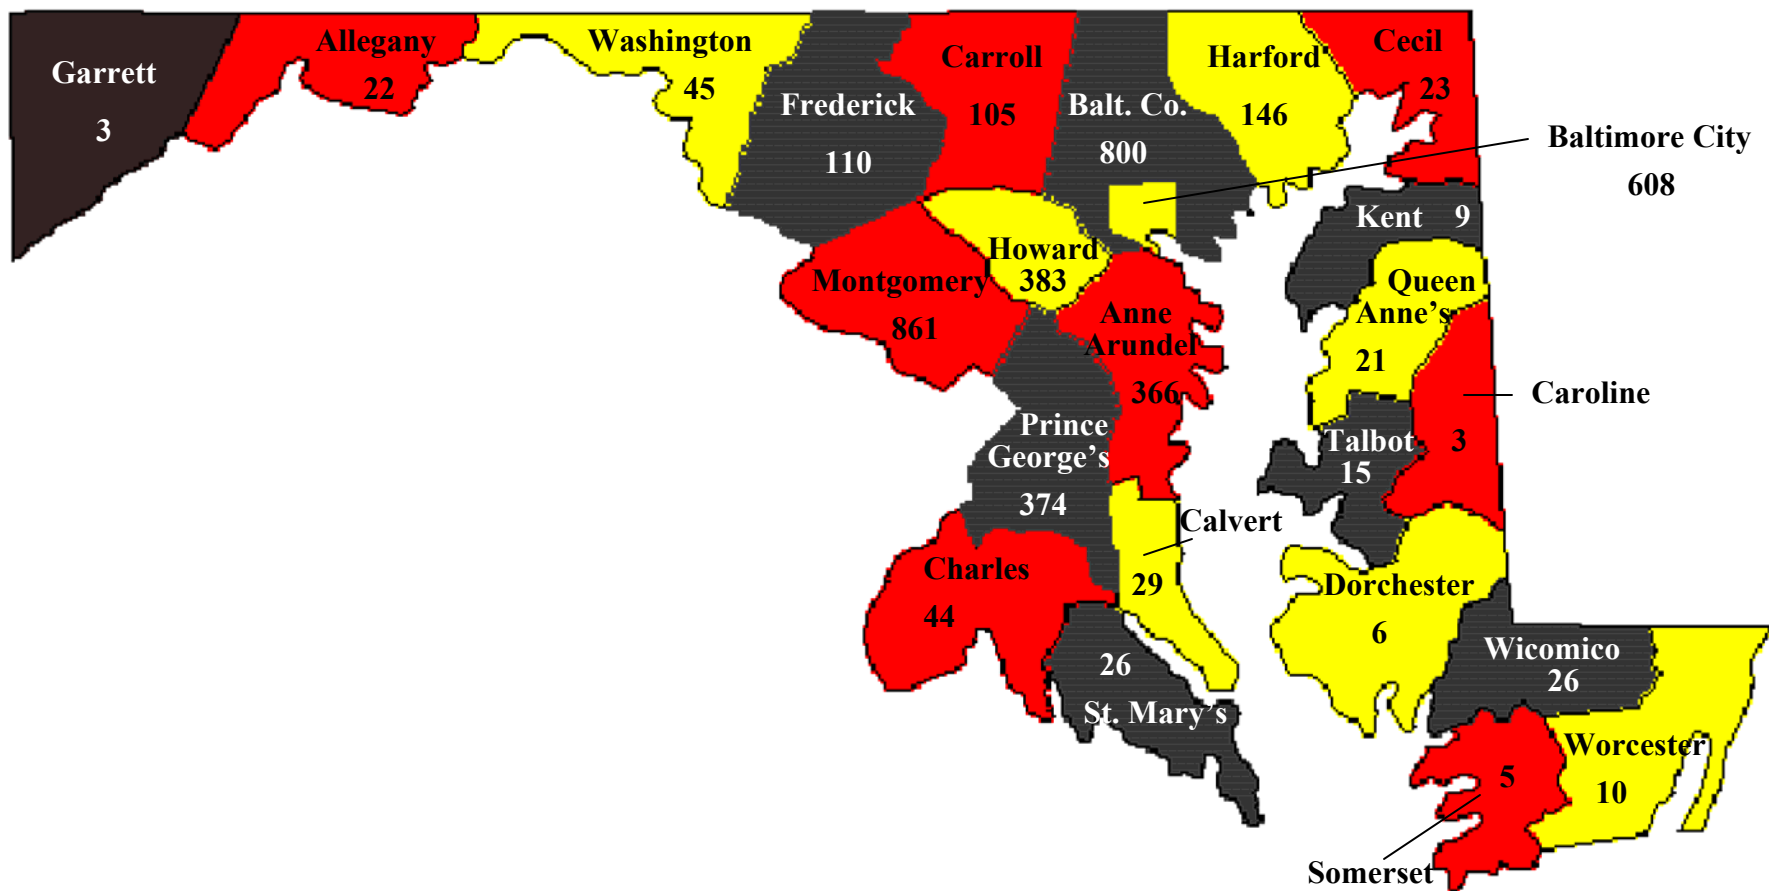 Garrett
3
Allegany
22
Washington
45
Frederick
110
Carroll
105
Balt. Co.
800
Harford
146
Cecil
23
Baltimore City
608
Kent 9
Howard
383
Montgomery
861
Anne
Arundel
366
Queen
Anne’s
21
Caroline
3
Talbot
15
Prince
George’s
374
Calvert
29
Charles
44
26
St. Mary’s
Dorchester
6
Wicomico
26
Worcester
10
5
Somerset